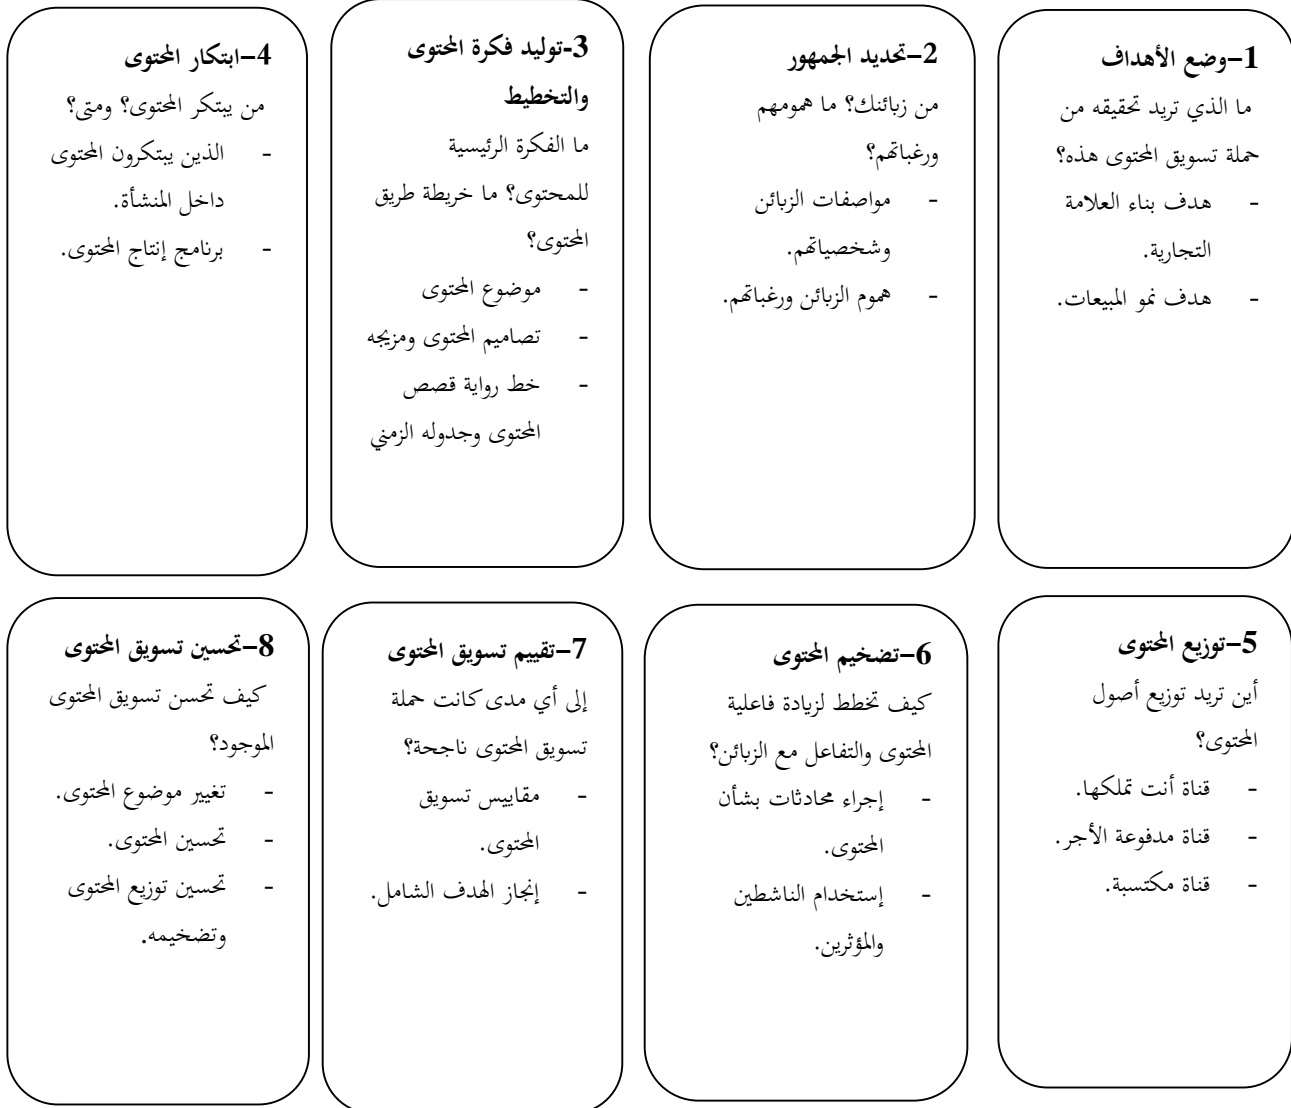 1–وضع الأهداف
ما الذي تريد تحقيقه من
حملة تسويق المحتوى هذه؟
- هدف بناء العلامة
التجارية.
- هدف نمو المبيعات.
2–تحديد الجمهور
من زبائنك؟ ما همومهم
ورغباتهم؟
- مواصفات الزبائن
وشخصياتهم.
- هموم الزبائن ورغباتهم.
3-توليد فكرة المحتوى
والتخطيط
ما الفكرة الرئيسية
للمحتوى؟ ما خريطة طريق
المحتوى؟
- موضوع المحتوى
- تصاميم المحتوى ومزيجه
- خط رواية قصص
المحتوى وجدوله الزمني
4–ابتكار المحتوى
من يبتكر المحتوى؟ ومتى؟
- الذين يبتكرون المحتوى
داخل المنشأة.
- برنامج إنتاج المحتوى.
5–توزيع المحتوى
أين تريد توزيع أصول
المحتوى؟
- قناة أنت تملكها.
- قناة مدفوعة الأجر.
- قناة مكتسبة.
6–تضخيم المحتوى
كيف تخطط لزيادة فاعلية
المحتوى والتفاعل مع الزبائن؟
- إجراء محادثات بشأن
المحتوى.
- إستخدام الناشطين
والمؤثرين.
7–تقييم تسويق المحتوى
إلى أي مدى كانت حملة
تسويق المحتوى ناجحة؟
- مقاييس تسويق
المحتوى.
- إنجاز الهدف الشامل.
8–تحسين تسويق المحتوى
كيف تحسن تسويق المحتوى
الموجود؟
- تغيير موضوع المحتوى.
- تحسين المحتوى.
- تحسين توزيع المحتوى
وتضخيمه.